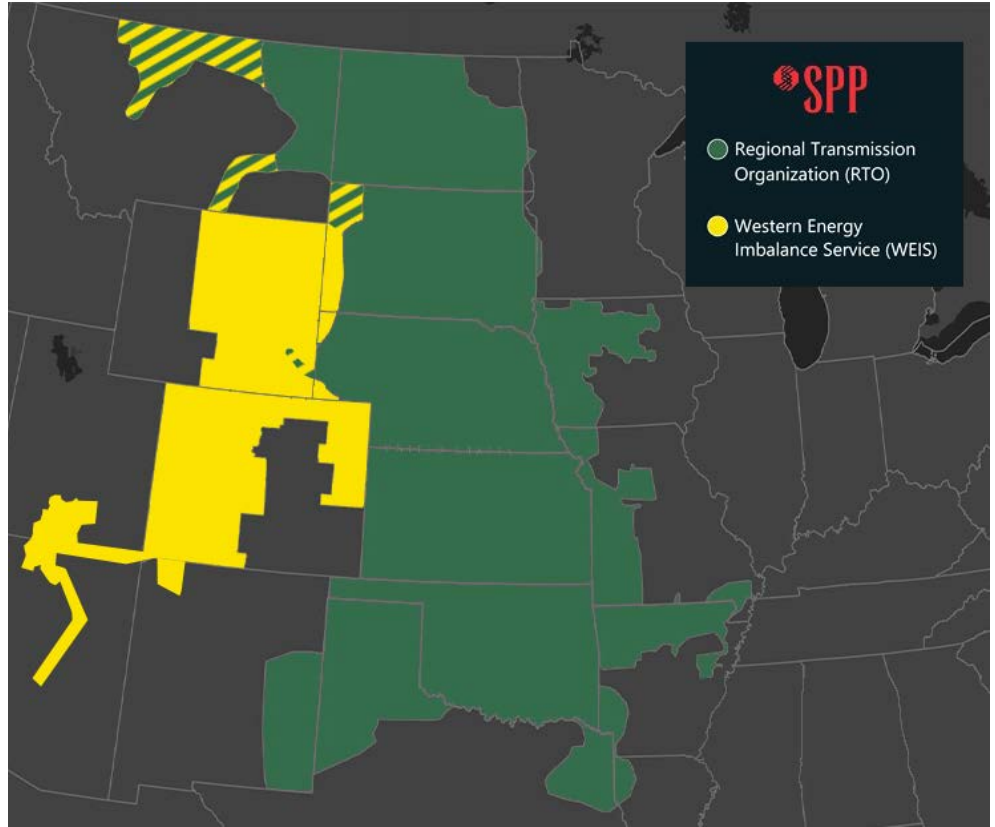 SPP
Regional Transmission
Organization (RTO)
Western Energy
Imbalance Service (WEIS)